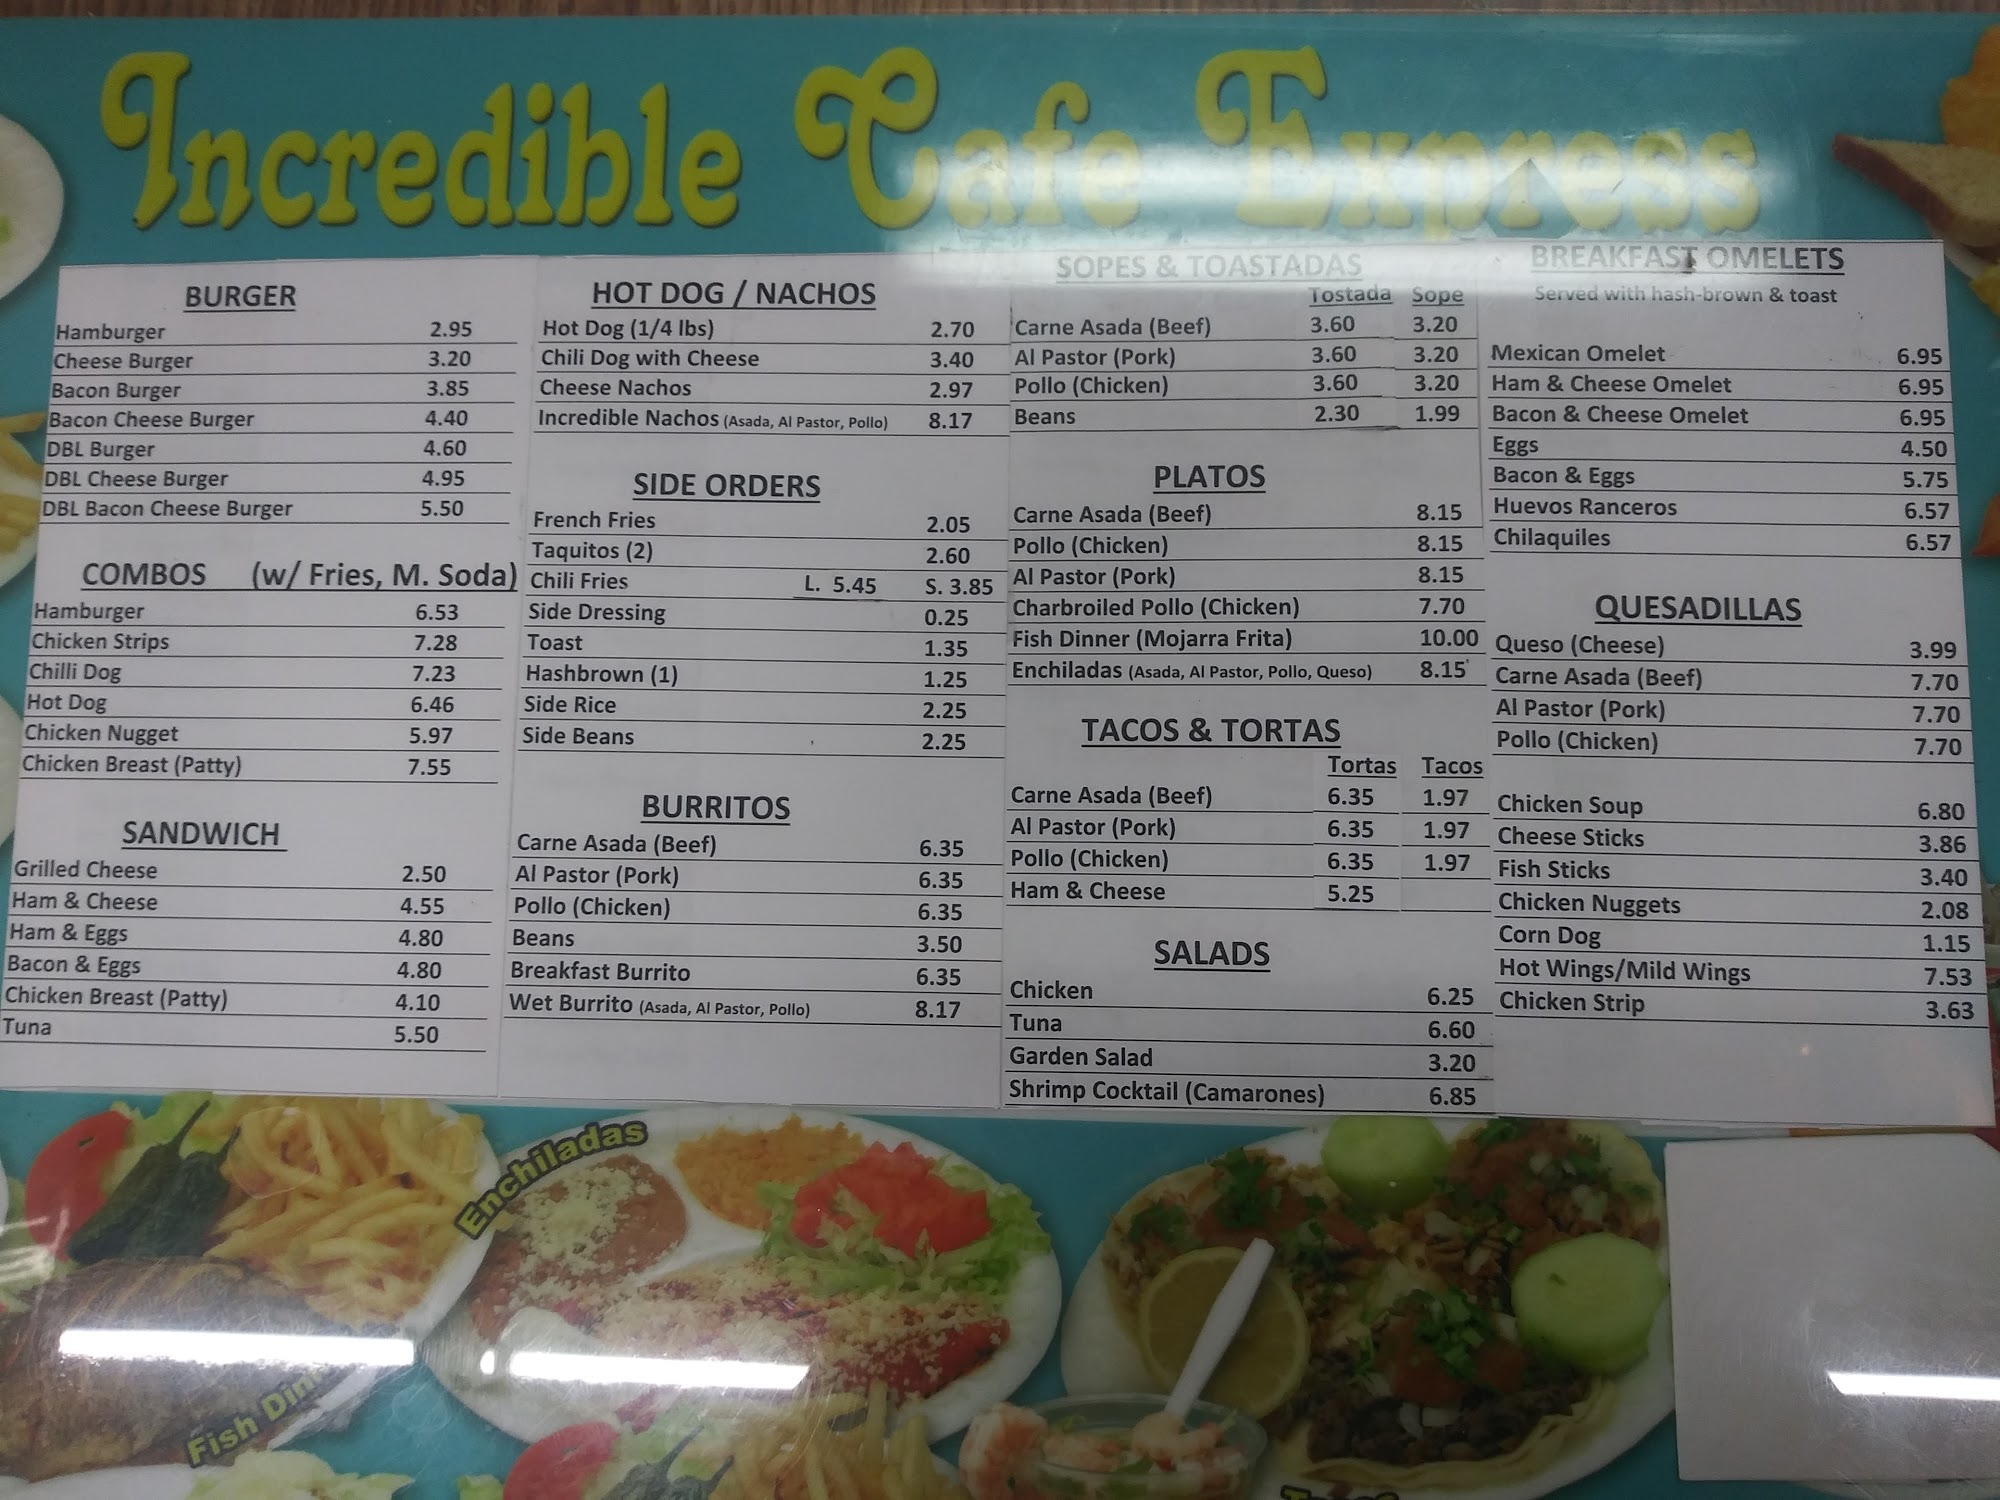 Incredible Cafe Express
BURGER
Hamburger 2.95
Cheese Burger 3.20
Bacon Burger 3.85
Bacon Cheese Burger 4.40
DBL Burger 4.60
DBL Cheese Burger 4.95
DBL Bacon Cheese Burger 5.50
COMBOS (w/ Fries, M. Soda)
Hamburger 6.53
Chicken Strips 7.28
Chilli Dog 7.23
Hot Dog 6.46
Chicken Nugget 5.97
Chicken Breast (Patty) 7.55
SANDWICH
Grilled Cheese 2.50
Ham & Cheese 4.55
Ham & Eggs 4.80
Bacon & Eggs 4.80
Chicken Breast (Patty) 4.10
Tuna 5.50
HOT DOG / NACHOS
Hot Dog (1/4 lbs) 2.70
Chili Dog with Cheese 3.40
Cheese Nachos 2.97
Incredible Nachos (Asada, Al Pastor, Pollo) 8.17
SIDE ORDERS
French Fries 2.05
Taquitos (2) 2.60
Chili Fries L. 5.45 S. 3.85
Side Dressing 0.25
Toast 1.35
Hashbrown (1) 1.25
Side Rice 2.25
Side Beans 2.25
BURRITOS
Carne Asada (Beef) 6.35
Al Pastor (Pork) 6.35
Pollo (Chicken) 6.35
Beans 3.50
Breakfast Burrito 6.35
Wet Burrito (Asada, Al Pastor, Pollo) 8.17
SOPES & TOASTADAS
Tostada Sope
Carne Asada (Beef) 3.60 3.20
Al Pastor (Pork) 3.60 3.20
Pollo (Chicken) 3.60 3.20
Beans 2.30 1.99
PLATOS
Carne Asada (Beef) 8.15
Pollo (Chicken) 8.15
Al Pastor (Pork) 8.15
Charbroiled Pollo (Chicken) 7.70
Fish Dinner (Mojarra Frita) 10.00
Enchiladas (Asada, Al Pastor, Pollo, Queso) 8.15
TACOS & TORTAS
Tortas Tacos
Carne Asada (Beef) 6.35 1.97
Al Pastor (Pork) 6.35 1.97
Pollo (Chicken) 6.35 1.97
Ham & Cheese 5.25
SALADS
Chicken 6.25
Tuna 6.60
Garden Salad 3.20
Shrimp Cocktail (Camarones) 6.85
BREAKFAST OMELETS
Served with hash-brown & toast
Mexican Omelet 6.95
Ham & Cheese Omelet 6.95
Bacon & Cheese Omelet 6.95
Eggs 4.50
Bacon & Eggs 5.75
Huevos Ranceros 6.57
Chilaquiles 6.57
QUESADILLAS
Queso (Cheese) 3.99
Carne Asada (Beef) 7.70
Al Pastor (Pork) 7.70
Pollo (Chicken) 7.70
Chicken Soup 6.80
Cheese Sticks 3.86
Fish Sticks 3.40
Chicken Nuggets 2.08
Corn Dog 1.15
Hot Wings/Mild Wings 7.53
Chicken Strip 3.63
Enchiladas
Fish